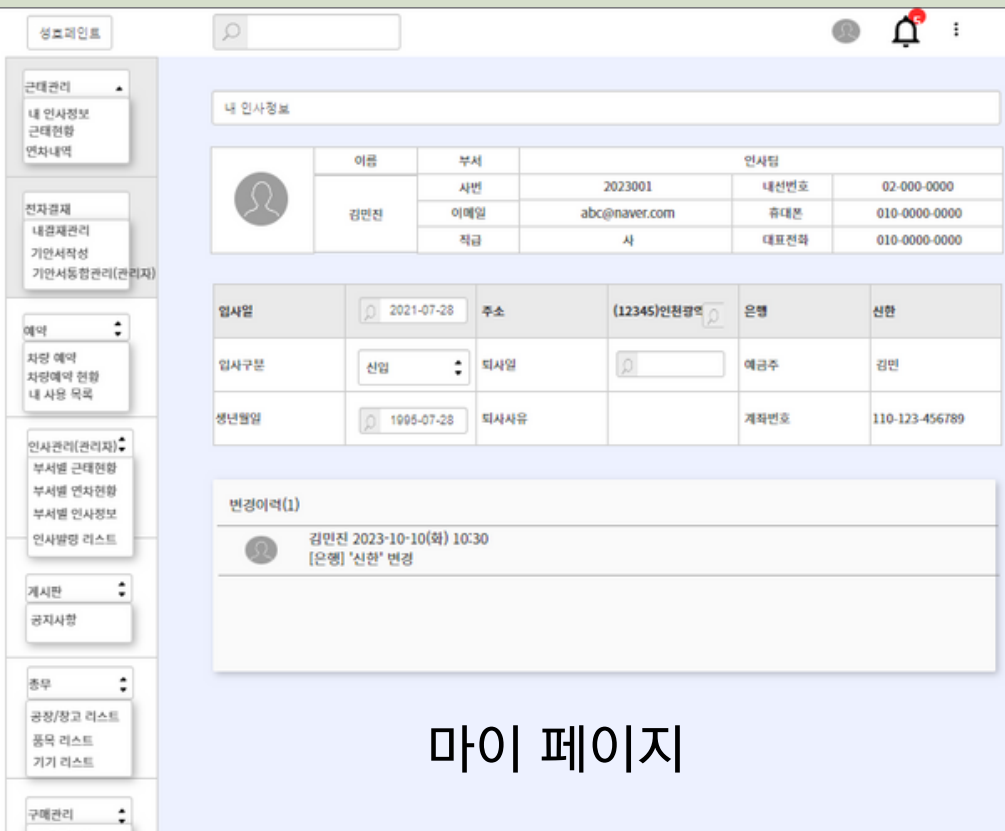 성호페인트
5
근태관리
내 인사정보
근태현황
연차내역
전자결재
내결재관리
기안서작성
기안서통합관리(관리자)
예약
차량 예약
차량예약 현황
내 사용 목록
인사관리(관리자)
부서별 근태현황
부서별 연차현황
부서별 인사정보
인사발령 리스트
게시판
공지사항
총무
공장/창고 리스트
품목 리스트
기기 리스트
구매관리
내 인사정보
이름 부서 인사팀
사번 2023001 내선번호 02-000-0000
김민진 이메일 abc@naver.com 휴대폰 010-0000-0000
직급 사 대표전화 010-0000-0000
입사일 2021-07-28 주소 (12345)인천광역 은행 신한
입사구분 신입 퇴사일 예금주 김민
생년월일 1995-07-28 퇴사사유 계좌번호 110-123-456789
변경이력(1)
김민진 2023-10-10(화) 10:30
[은행] '신한' 변경
마이 페이지